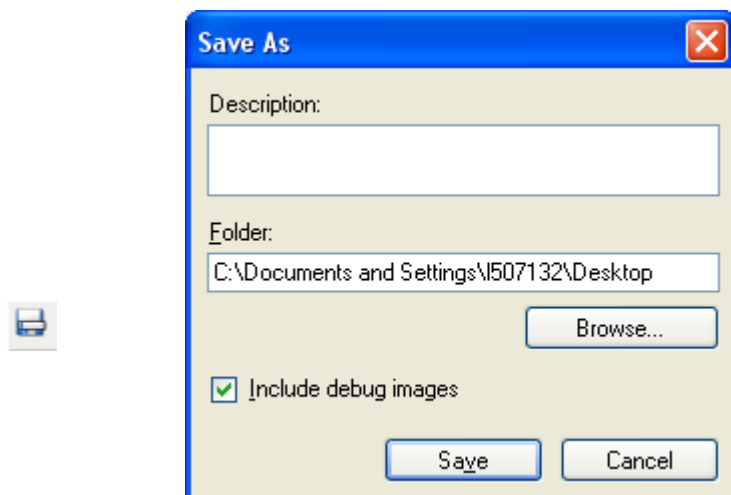 Save As
Description:
Folder:
C:\Documents and Settings\I507132\Desktop
Browse...
Include debug images
Save
Cancel